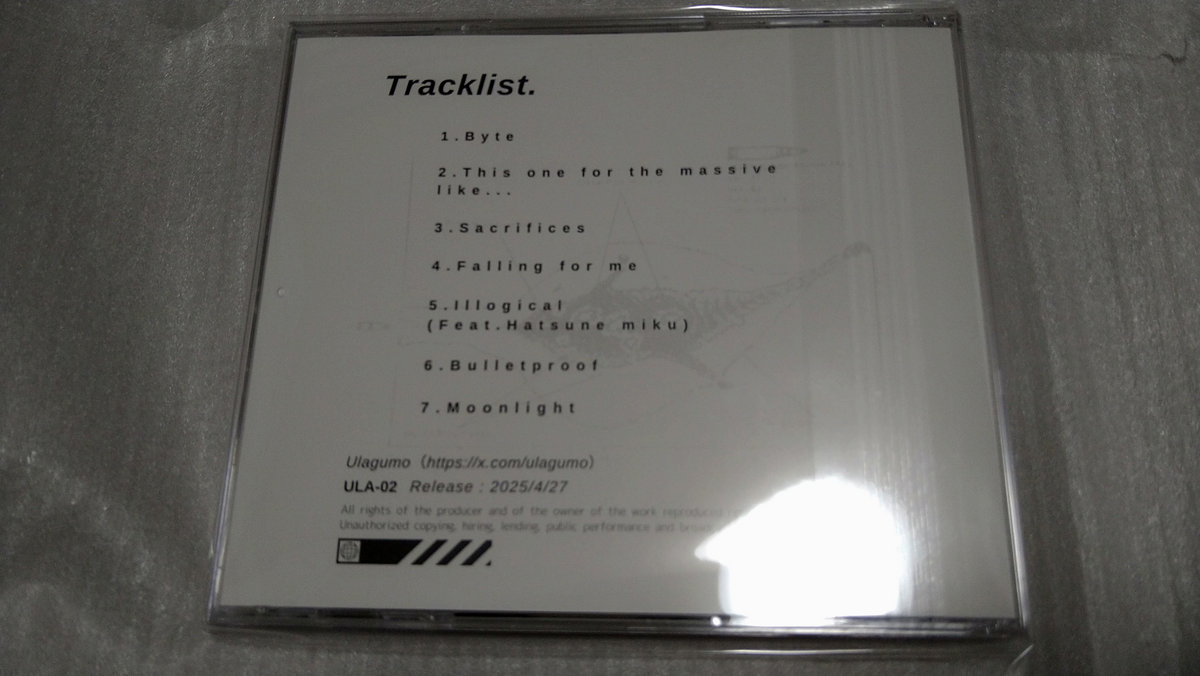 Tracklist.
1.Byte
2.This one for the massive
like...
3.Sacrifices
4.Falling for me
5.Illogical
(Feat.Hatsune miku)
6.Bulletproof
7.Moonlight
Ulagumo（https://x.com/ulagumo）
ULA-02 Release : 2025/4/27
All rights of the producer and of the owner of the work reproduced
Unauthorized copying, hiring, lending, public performance and